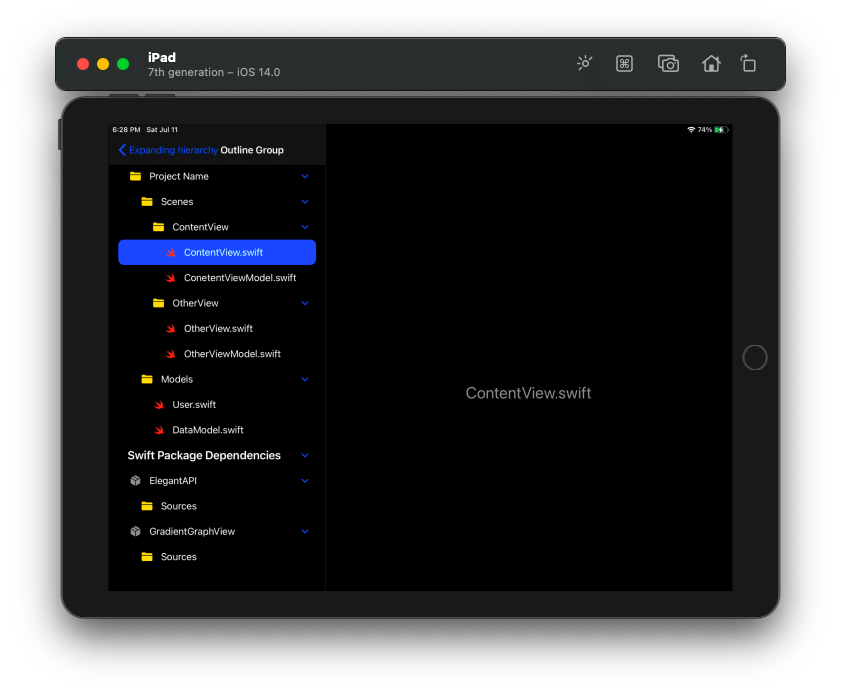 iPad
7th generation – iOS 14.0
6:28 PM Sat Jul 11
74%
Expanding hierarchy Outline Group
Project Name
Scenes
ContentView
ContentView.swift
ConetentViewModel.swift
OtherView
OtherView.swift
OtherViewModel.swift
Models
User.swift
DataModel.swift
Swift Package Dependencies
ElegantAPI
Sources
GradientGraphView
Sources
ContentView.swift